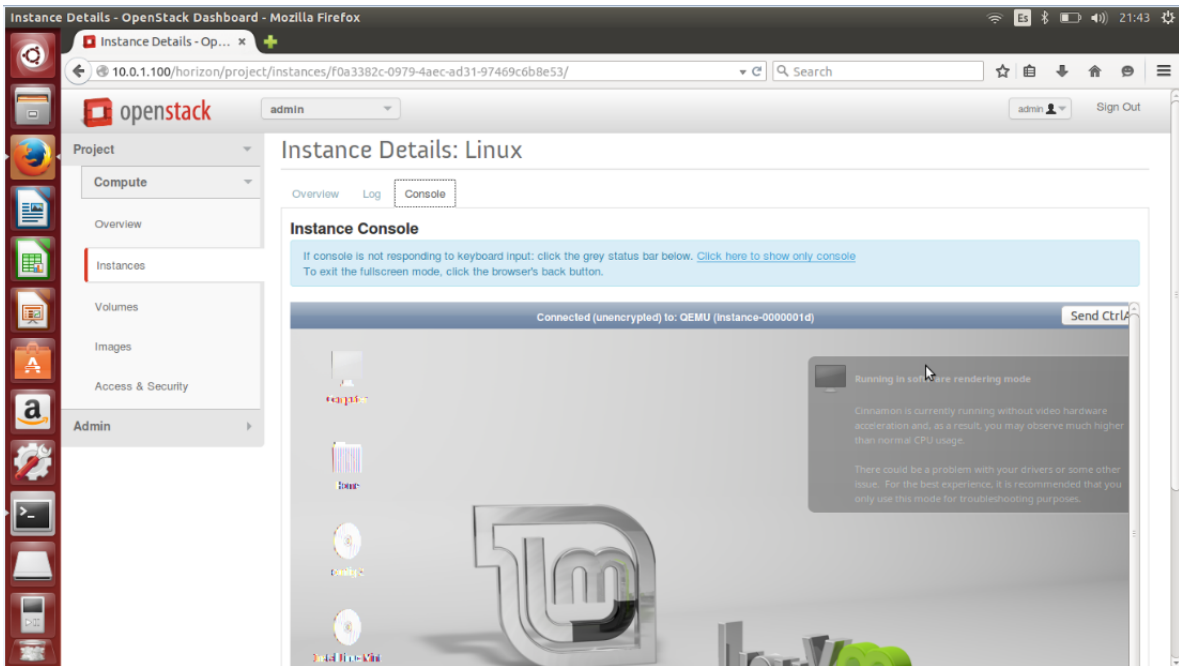 Instance Details - OpenStack Dashboard - Mozilla Firefox
Es
21:43
Instance Details - Op... ×
10.0.1.100/horizon/project/instances/f0a3382c-0979-4aec-ad31-97469c6b8e53/
Search
openstack
admin
admin
Sign Out
Project
Compute
Overview
Instances
Volumes
Images
Access & Security
Admin
Instance Details: Linux
Overview Log Console
Instance Console
If console is not responding to keyboard input: click the grey status bar below. Click here to show only console
To exit the fullscreen mode, click the browser's back button.
Connected (unencrypted) to: QEMU (instance-0000001d)
Send CtrlA
Running in software rendering mode
Cinnamon is currently running without video hardware
acceleration and, as a result, you may observe much higher
than normal CPU usage.
There could be a problem with your drivers or some other
issue. For the best experience, it is recommended that you
only use this mode for troubleshooting purposes.
Home